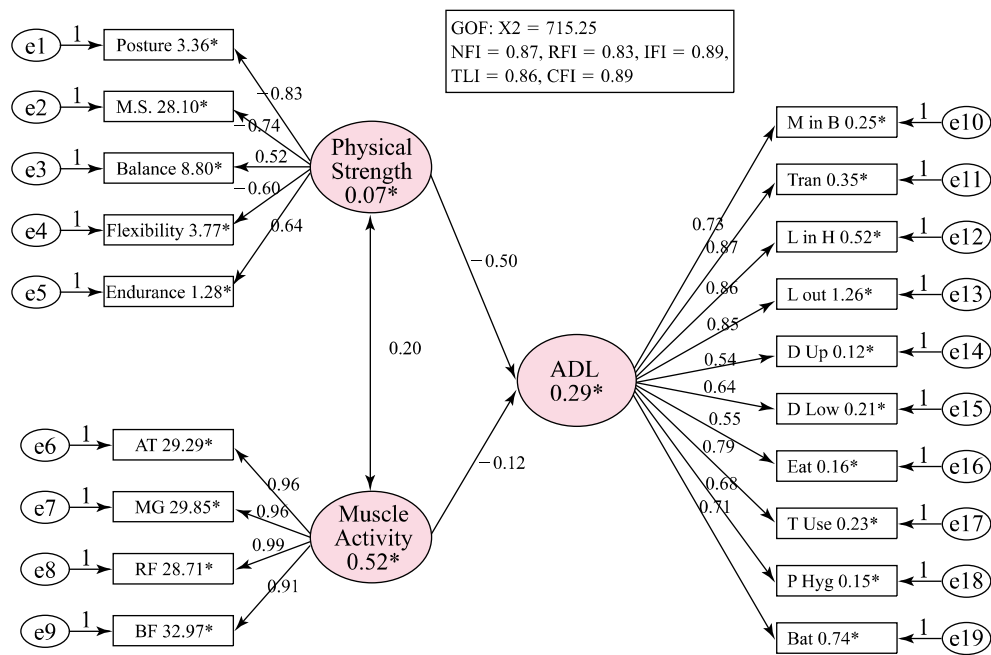 GOF: X2 = 715.25
NFI = 0.87, RFI = 0.83, IFI = 0.89,
TLI = 0.86, CFI = 0.89
e1
1
Posture 3.36*
e2
1
M.S. 28.10*
e3
1
Balance 8.80*
e4
1
Flexibility 3.77*
e5
1
Endurance 1.28*
−0.83
−0.74
0.52
−0.60
0.64
Physical
Strength
0.07*
0.20
e6
1
AT 29.29*
e7
1
MG 29.85*
e8
1
RF 28.71*
e9
1
BF 32.97*
0.96
0.96
0.99
0.91
Muscle
Activity
0.52*
−0.50
−0.12
ADL
0.29*
0.73
0.87
0.86
0.85
0.54
0.64
0.55
0.79
0.68
0.71
M in B 0.25*
1
e10
Tran 0.35*
1
e11
L in H 0.52*
1
e12
L out 1.26*
1
e13
D Up 0.12*
1
e14
D Low 0.21*
1
e15
Eat 0.16*
1
e16
T Use 0.23*
1
e17
P Hyg 0.15*
1
e18
Bat 0.74*
1
e19